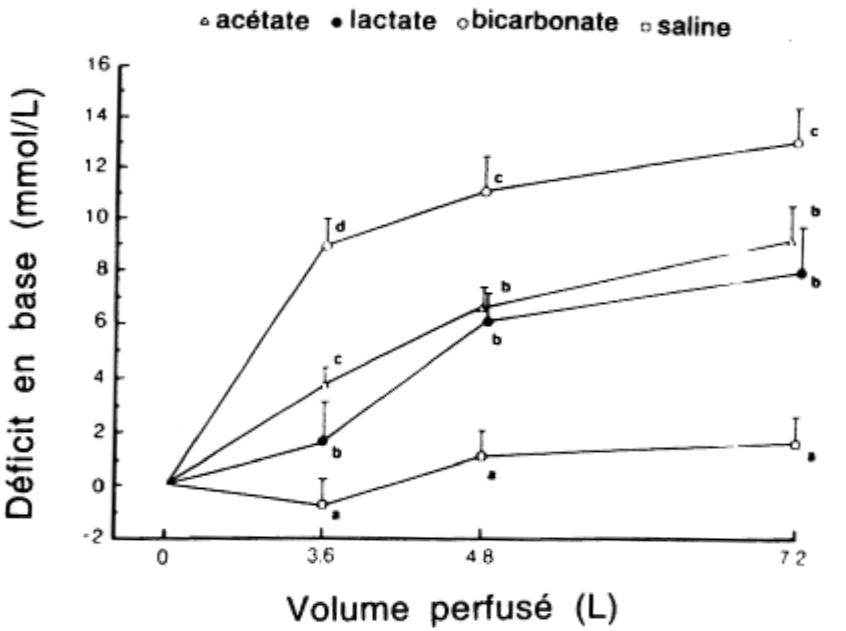 ▵ acétate ● lactate ○ bicarbonate □ saline
Déficit en base (mmol/L)
16
14
12
10
8
6
4
2
0
-2
d
c
c
c
b
b
b
b
b
a
a
a
0 3.6 4.8 7.2
Volume perfusé (L)